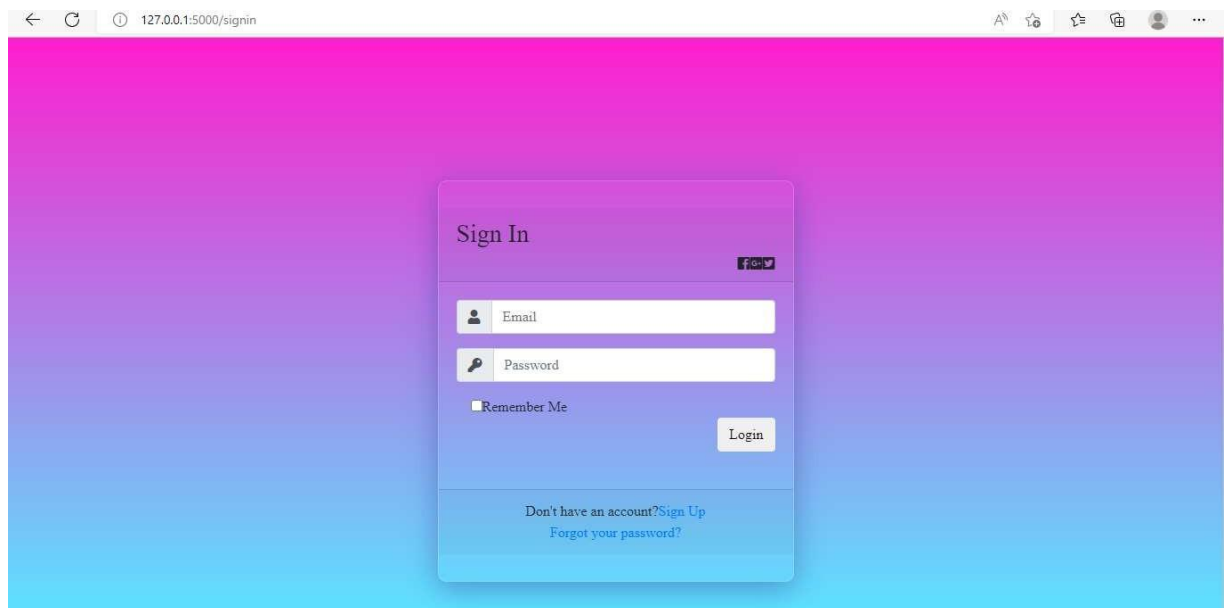 127.0.0.1:5000/signin
Sign In
Email
Password
Remember Me
Login
Don't have an account?Sign Up
Forgot your password?